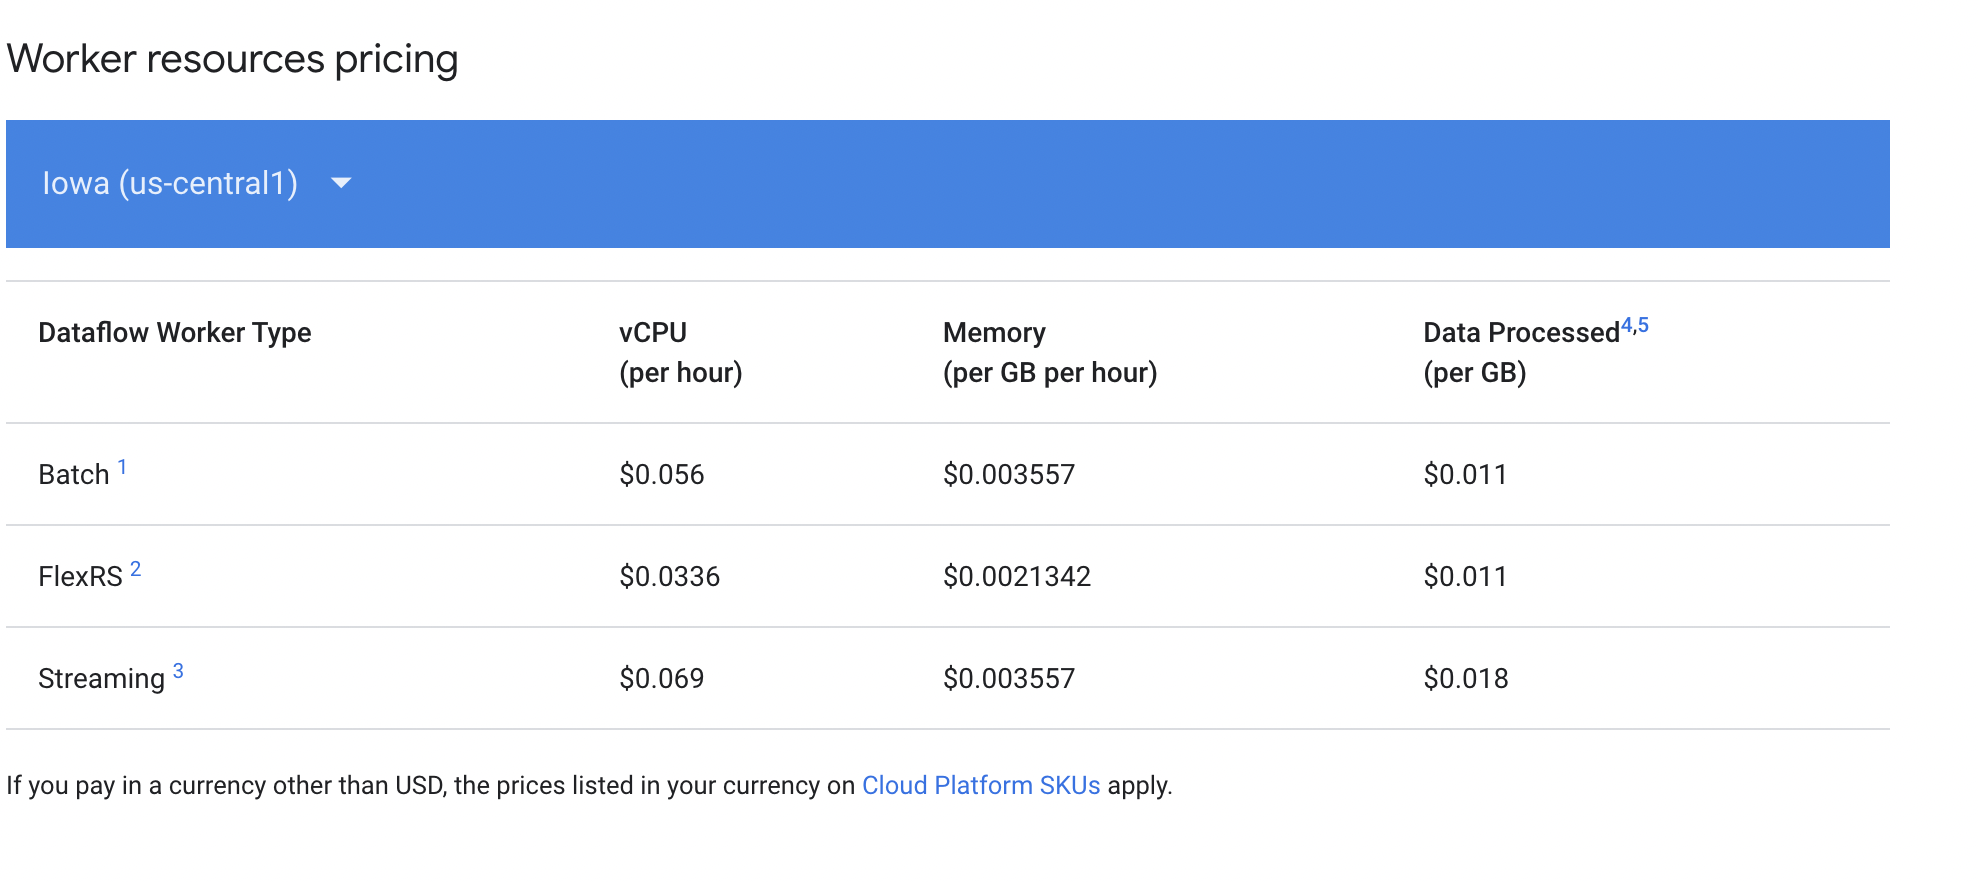 Worker resources pricing
Iowa (us-central1)
Dataflow Worker Type vCPU (per hour) Memory (per GB per hour) Data Processed4,5 (per GB)
Batch 1 $0.056 $0.003557 $0.011
FlexRS 2 $0.0336 $0.0021342 $0.011
Streaming 3 $0.069 $0.003557 $0.018
If you pay in a currency other than USD, the prices listed in your currency on Cloud Platform SKUs apply.